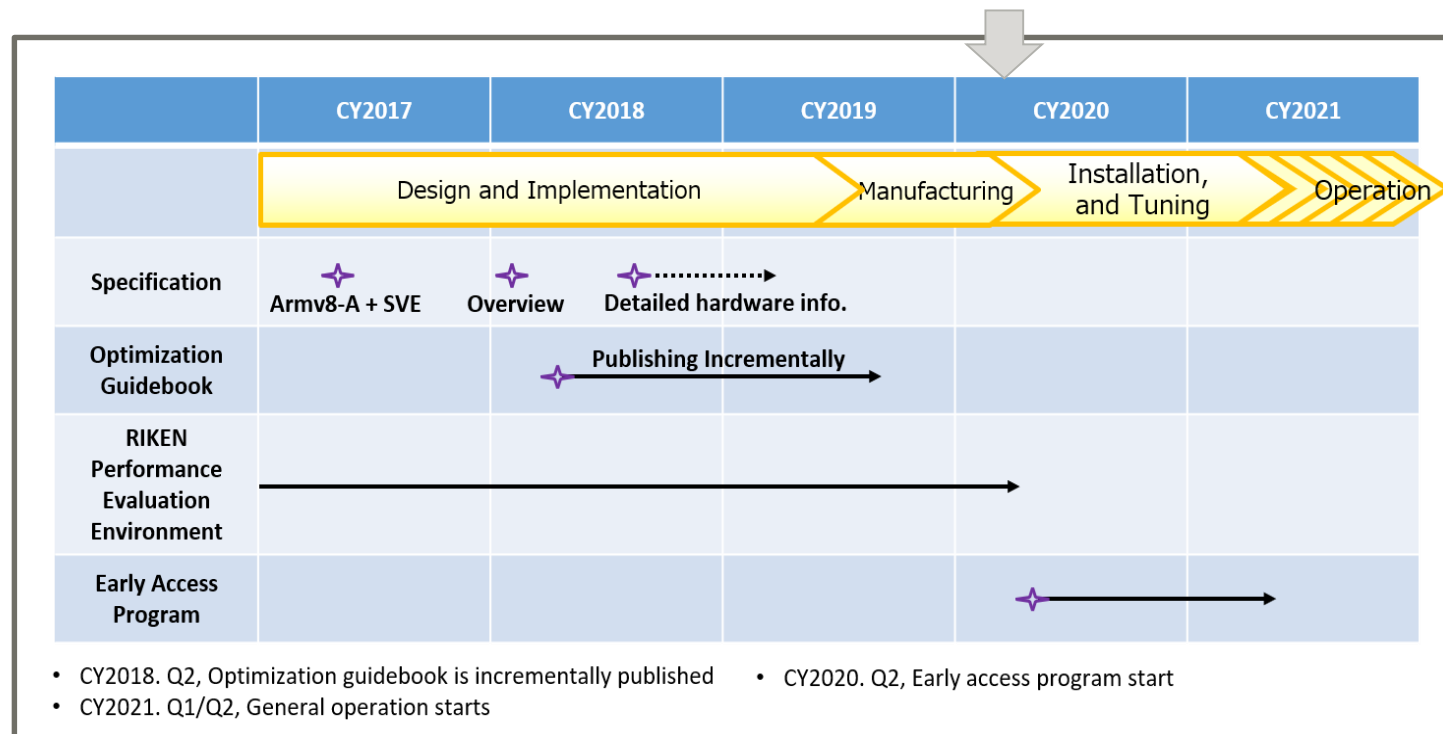 CY2017 CY2018 CY2019 CY2020 CY2021
Design and Implementation
Manufacturing
Installation,
and Tuning
Operation
Specification
Armv8-A + SVE
Overview
Detailed hardware info.
Optimization
Guidebook
Publishing Incrementally
RIKEN
Performance
Evaluation
Environment
Early Access
Program
• CY2018. Q2, Optimization guidebook is incrementally published
• CY2021. Q1/Q2, General operation starts
• CY2020. Q2, Early access program start